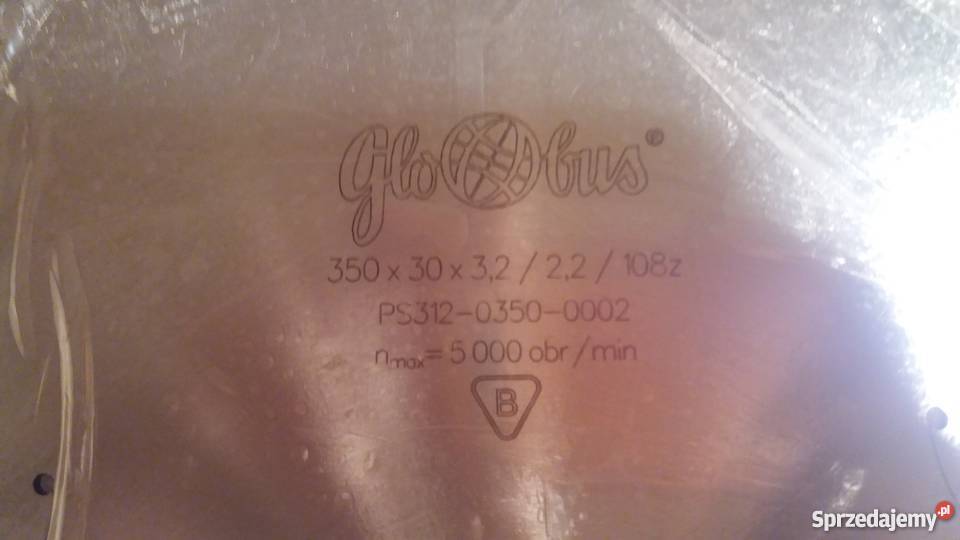 Globus®
350 x 30 x 3,2 / 2,2 / 108z
PS312-0350-0002
nmax= 5 000 obr/min
B
Sprzedajemy.pl